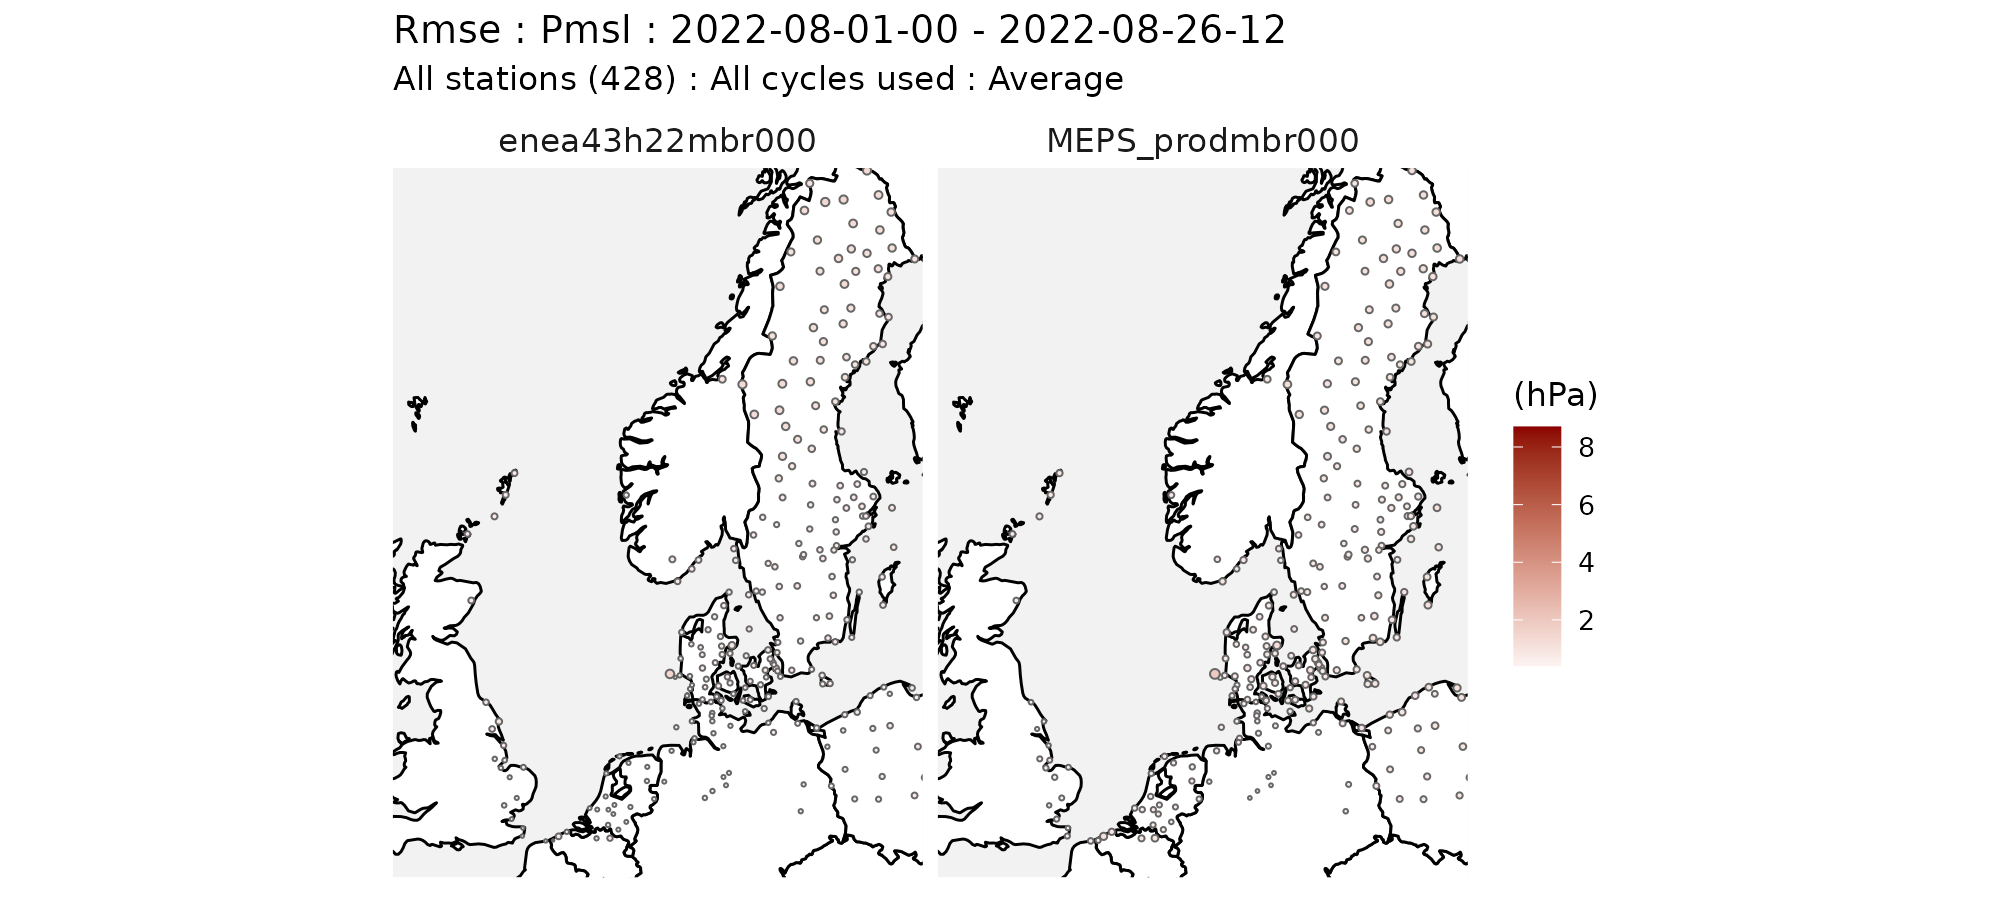 Rmse : Pmsl : 2022-08-01-00 - 2022-08-26-12
All stations (428) : All cycles used : Average
enea43h22mbr000
MEPS_prodmbr000
(hPa)
8
6
4
2